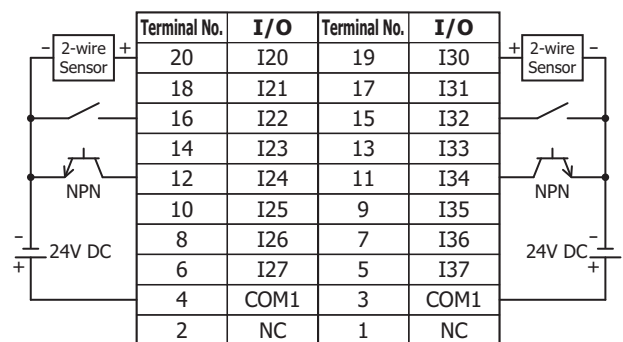 Terminal No. I/O Terminal No. I/O
- 2-wire Sensor + 20 I20 19 I30 + 2-wire Sensor -
18 I21 17 I31
16 I22 15 I32
14 I23 13 I33
NPN 12 I24 11 I34 NPN
10 I25 9 I35
- 24V DC + 8 I26 7 I36 24V DC - +
6 I27 5 I37
4 COM1 3 COM1
2 NC 1 NC